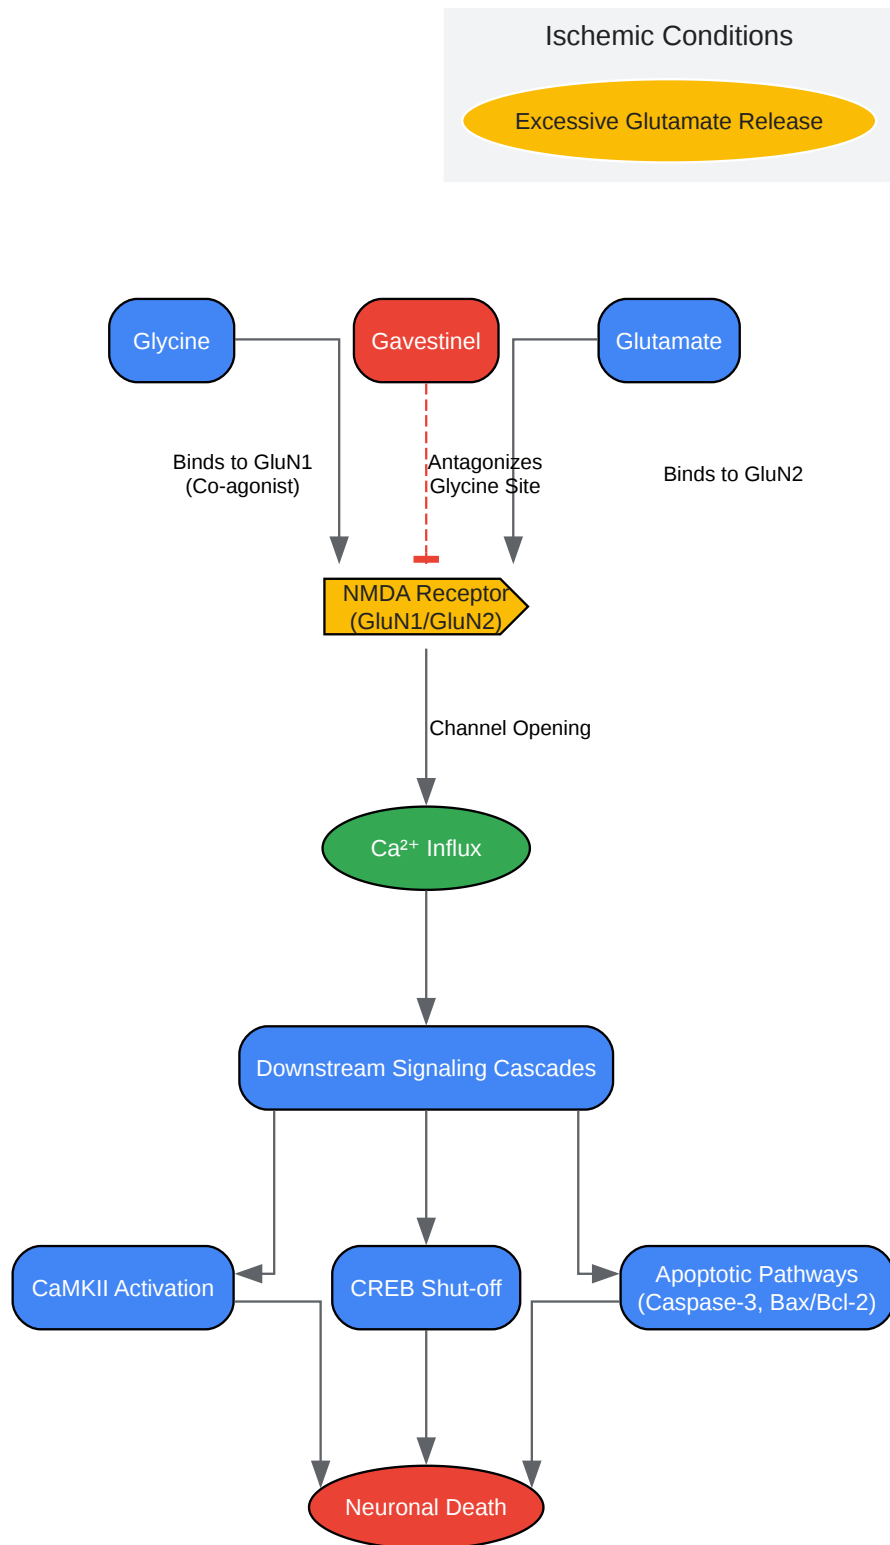 Ischemic Conditions
Excessive Glutamate Release
Glycine
Gavestinel
Glutamate
Binds to GluN1
(Co-agonist)
Antagonizes
Glycine Site
Binds to GluN2
NMDA Receptor
(GluN1/GluN2)
Channel Opening
Ca²⁺ Influx
Downstream Signaling Cascades
CaMKII Activation
CREB Shut-off
Apoptotic Pathways
(Caspase-3, Bax/Bcl-2)
Neuronal Death